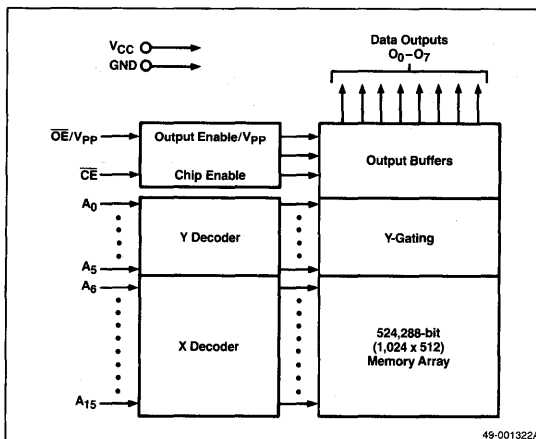 VCC
GND
Data Outputs
O0–O7
OE/VPP
Output Enable/VPP
CE
Chip Enable
Output Buffers
A0
Y Decoder
A5
Y-Gating
A6
X Decoder
A15
524,288-bit
(1,024 x 512)
Memory Array
49-001322A